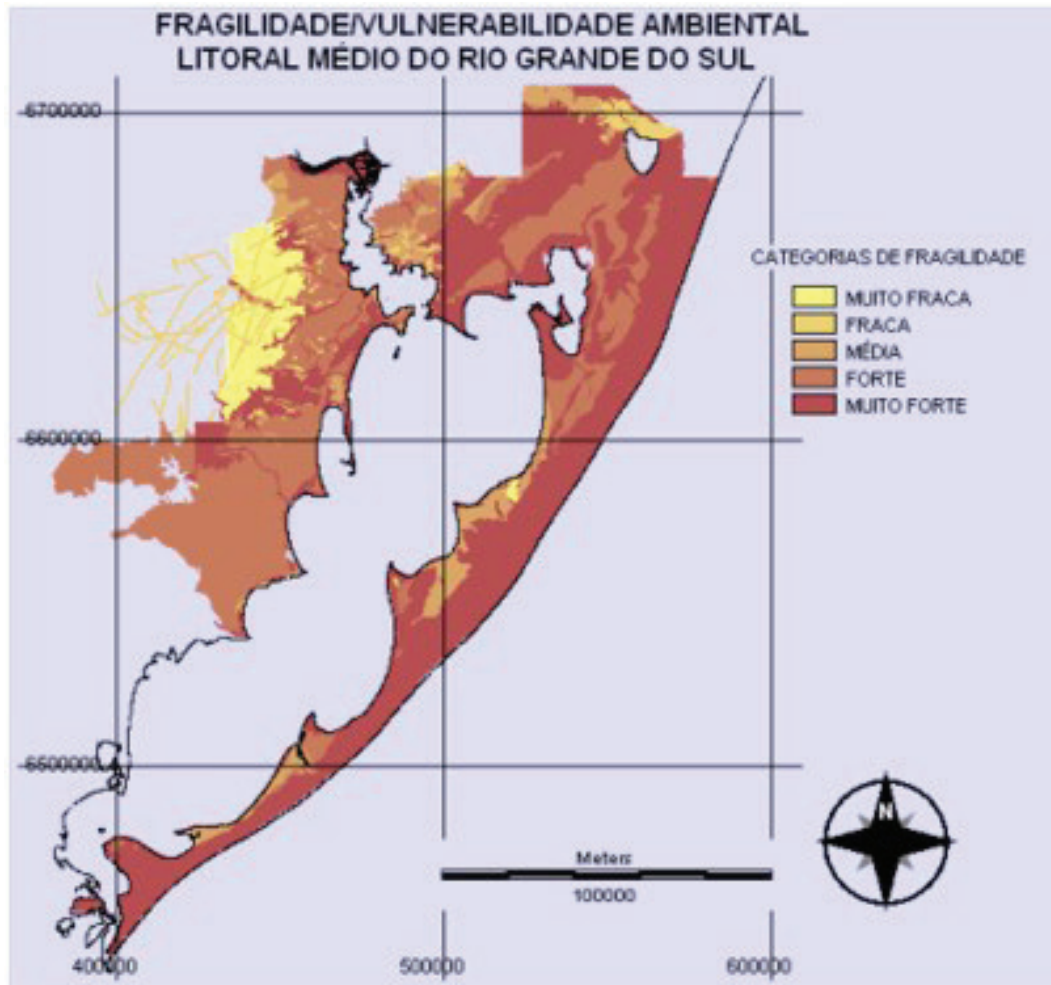 FRAGILIDADE/VULNERABILIDADE AMBIENTAL
LITORAL MÉDIO DO RIO GRANDE DO SUL
6700000
CATEGORIAS DE FRAGILIDADE
MUITO FRACA
FRACA
MÉDIA
FORTE
MUITO FORTE
6600000
6500000
N
Meters
100000
400000 500000 600000